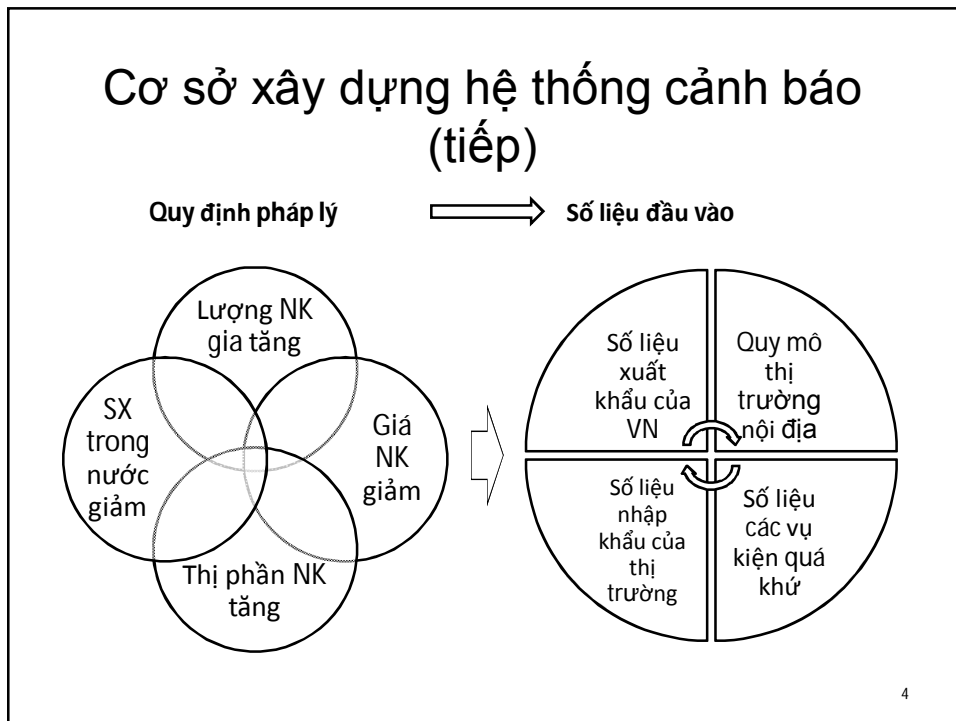 Cơ sở xây dựng hệ thống cảnh báo
(tiếp)
Quy định pháp lý
Số liệu đầu vào
Lượng NK
gia tăng
SX
trong
nước
giảm
Giá
NK
giảm
Thị phần NK
tăng
Số liệu
xuất
khẩu của
VN
Quy mô
thị
trường
nội địa
Số liệu
nhập
khẩu của
thị
trường
Số liệu
các vụ
kiện quá
khứ
4